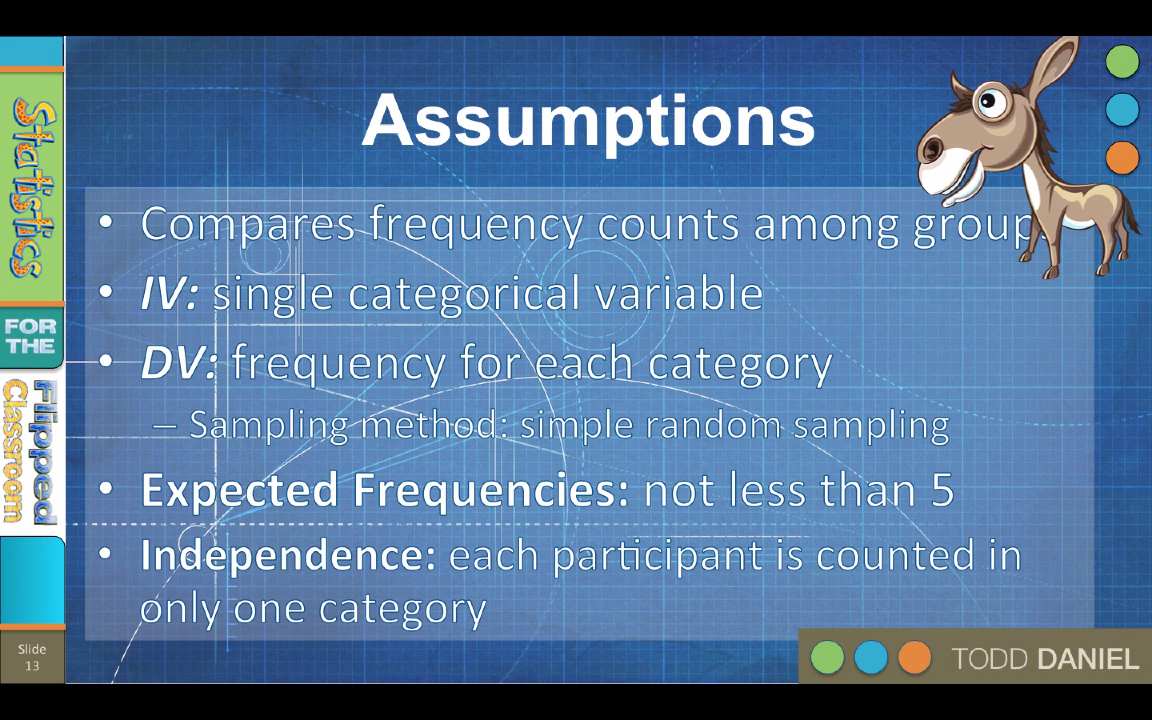 Assumptions
• Compares frequency counts among group
• IV: single categorical variable
• DV: frequency for each category
– Sampling method: simple random sampling
• Expected Frequencies: not less than 5
• Independence: each participant is counted in
only one category
Statistics
FOR
THE
Flipped
Classroom
Slide
13
TODD DANIEL